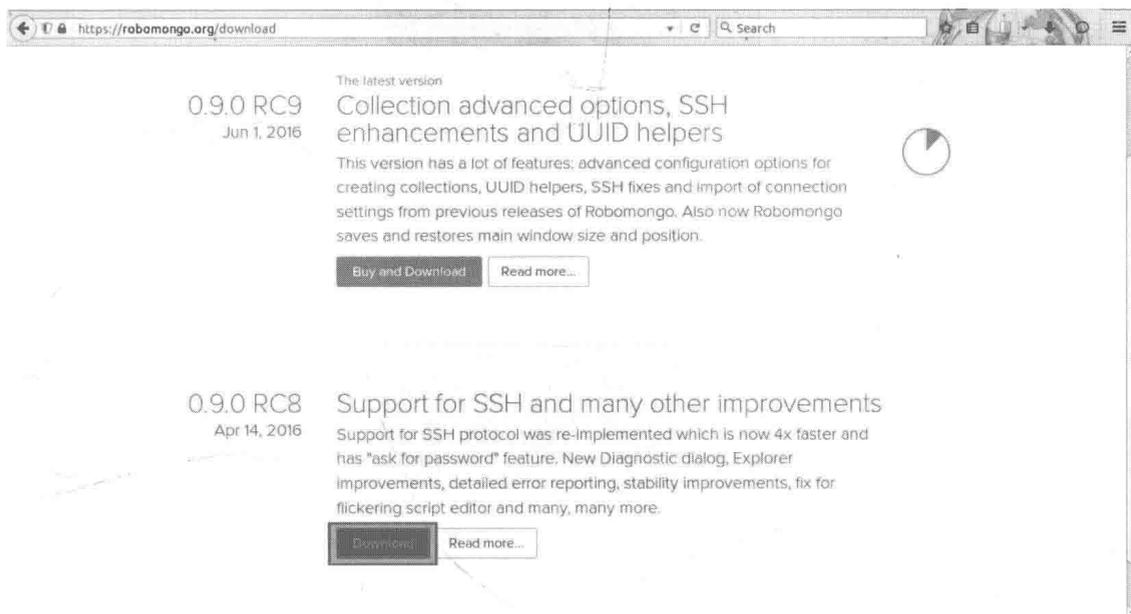 https://robomongo.org/download
Search
The latest version
0.9.0 RC9
Jun 1, 2016
Collection advanced options, SSH
enhancements and UUID helpers
This version has a lot of features: advanced configuration options for
creating collections, UUID helpers, SSH fixes and import of connection
settings from previous releases of Robomongo. Also now Robomongo
saves and restores main window size and position.
Buy and Download
Read more...
0.9.0 RC8
Apr 14, 2016
Support for SSH and many other improvements
Support for SSH protocol was re-implemented which is now 4x faster and
has "ask for password" feature. New Diagnostic dialog, Explorer
improvements, detailed error reporting, stability improvements, fix for
flickering script editor and many, many more.
Download
Read more...